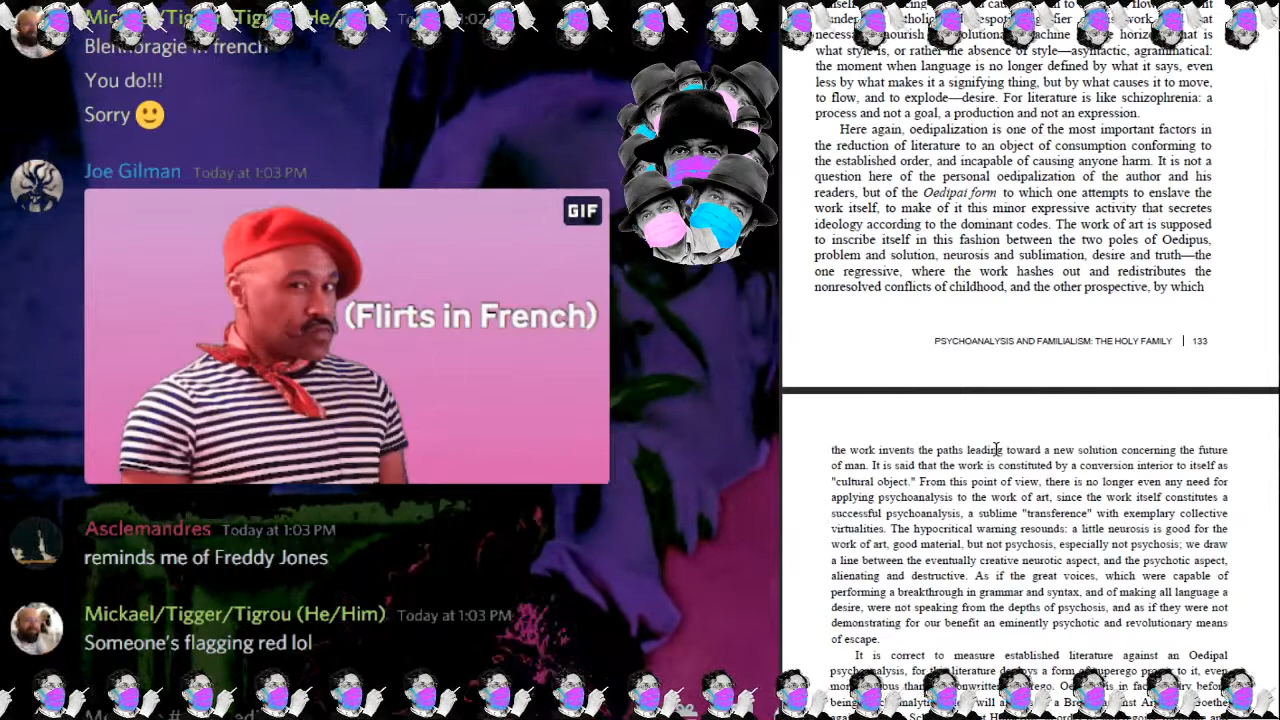 Mickael/Tigger/Tigrou (He/Him)
Blennoragie in french
You do!!!
Sorry
Joe Gilman Today at 1:03 PM
GIF
(Flirts in French)
Asclemandres Today at 1:03 PM
reminds me of Freddy Jones
Mickael/Tigger/Tigrou (He/Him) Today at 1:03 PM
Someone's flagging red lol
what style is, or rather the absence of style—asyntactic, agrammatical:
the moment when language is no longer defined by what it says, even
less by what makes it a signifying thing, but by what causes it to move,
to flow, and to explode—desire. For literature is like schizophrenia: a
process and not a goal, a production and not an expression.
Here again, oedipalization is one of the most important factors in
the reduction of literature to an object of consumption conforming to
the established order, and incapable of causing anyone harm. It is not a
question here of the personal oedipalization of the author and his
readers, but of the Oedipal form to which one attempts to enslave the
work itself, to make of it this minor expressive activity that secretes
ideology according to the dominant codes. The work of art is supposed
to inscribe itself in this fashion between the two poles of Oedipus,
problem and solution, neurosis and sublimation, desire and truth—the
one regressive, where the work hashes out and redistributes the
nonresolved conflicts of childhood, and the other prospective, by which
PSYCHOANALYSIS AND FAMILIALISM: THE HOLY FAMILY | 133
the work invents the paths leading toward a new solution concerning the future
of man. It is said that the work is constituted by a conversion interior to itself as
"cultural object." From this point of view, there is no longer even any need for
applying psychoanalysis to the work of art, since the work itself constitutes a
successful psychoanalysis, a sublime "transference" with exemplary collective
virtualities. The hypocritical warning resounds: a little neurosis is good for the
work of art, good material, but not psychosis, especially not psychosis; we draw
a line between the eventually creative neurotic aspect, and the psychotic aspect,
alienating and destructive. As if the great voices, which were capable of
performing a breakthrough in grammar and syntax, and of making all language a
desire, were not speaking from the depths of psychosis, and as if they were not
demonstrating for our benefit an eminently psychotic and revolutionary means
of escape.
It is correct to measure established literature against an Oedipal